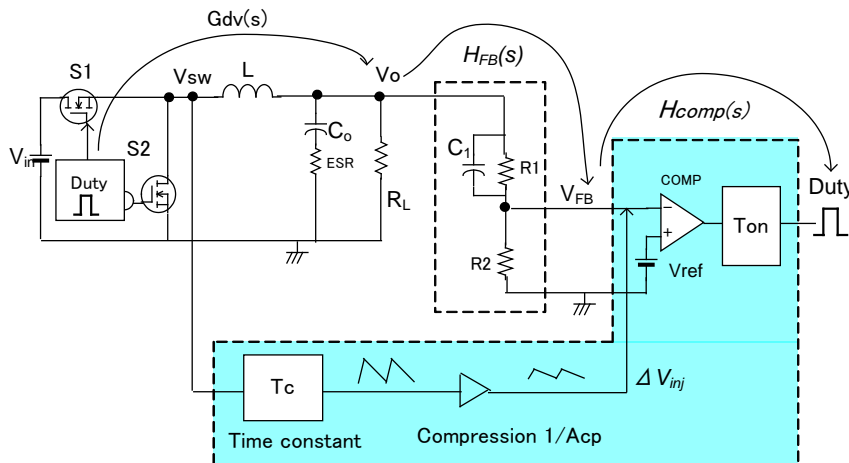 Gdv(s)
S1
Vsw
L
Vo
HFB(s)
Hcomp(s)
Vin
S2
Duty
Co
ESR
RL
C1
R1
VFB
COMP
−
+
Ton
Duty
R2
Vref
Tc
ΔVinj
Time constant
Compression 1/Acp